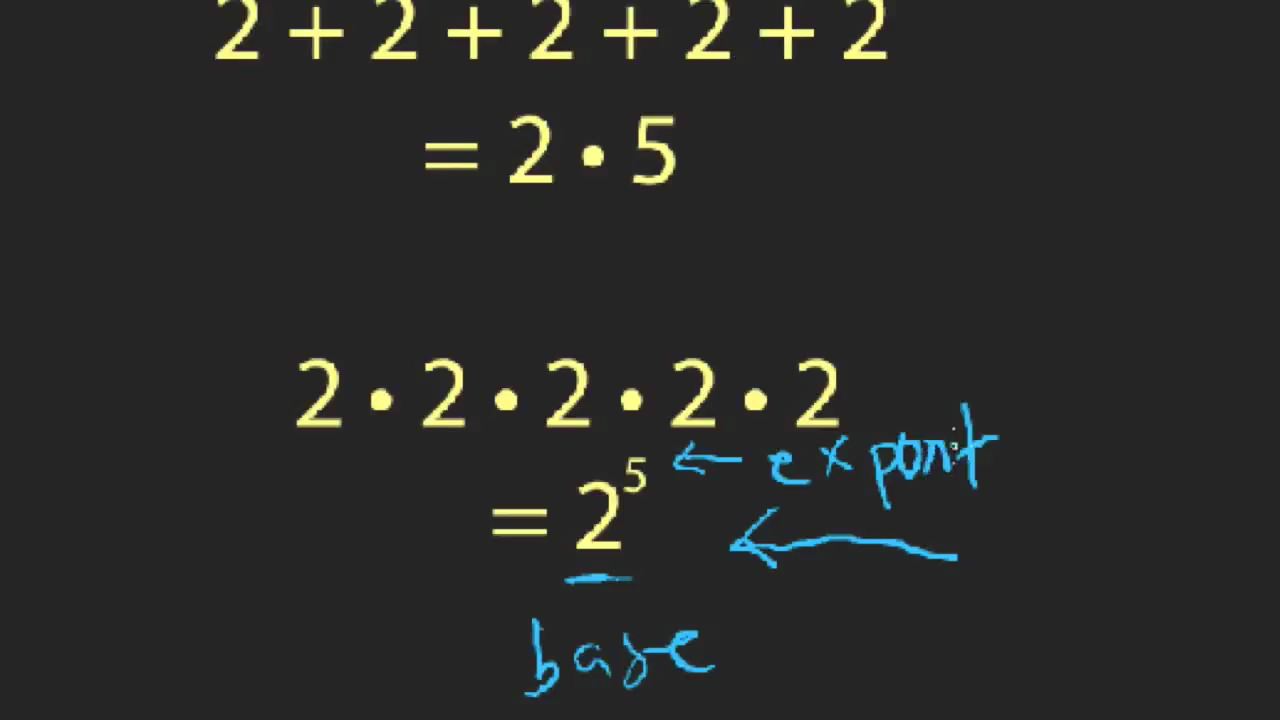 2 + 2 + 2 + 2 + 2
= 2 • 5
2 • 2 • 2 • 2 • 2
= 2⁵ ← expont
base